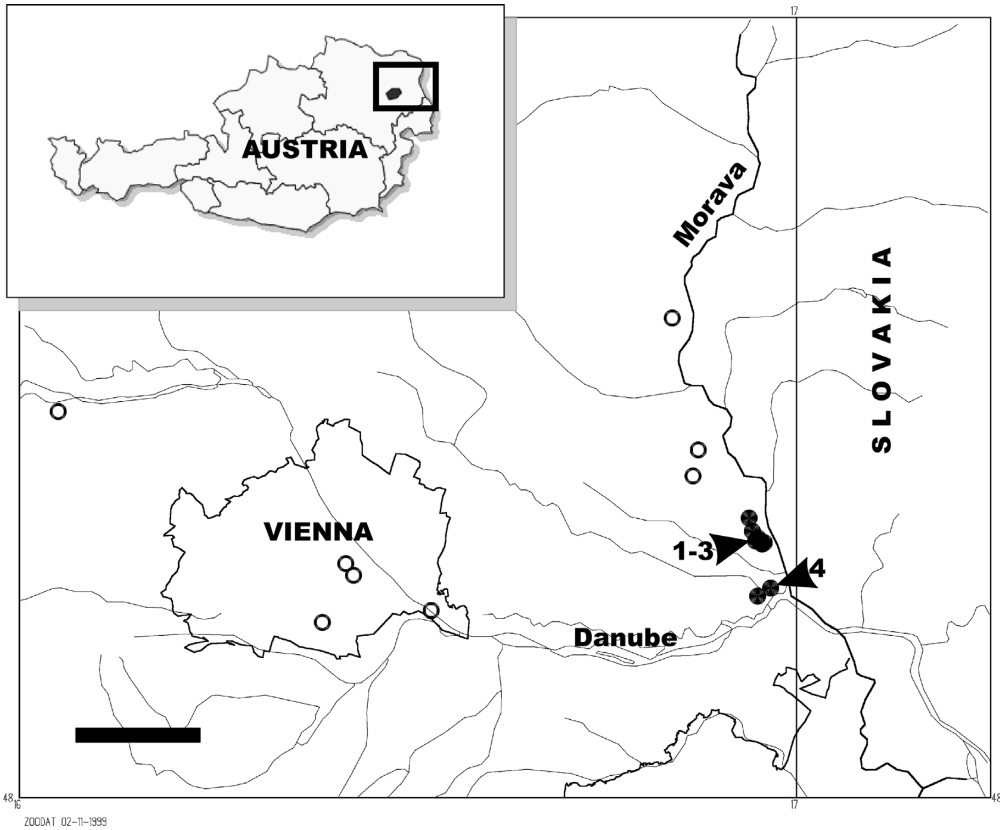 17
AUSTRIA
Morava
SLOVAKIA
VIENNA
1-3
4
Danube
48
16
17
48
ZOODAT 02-11-1999